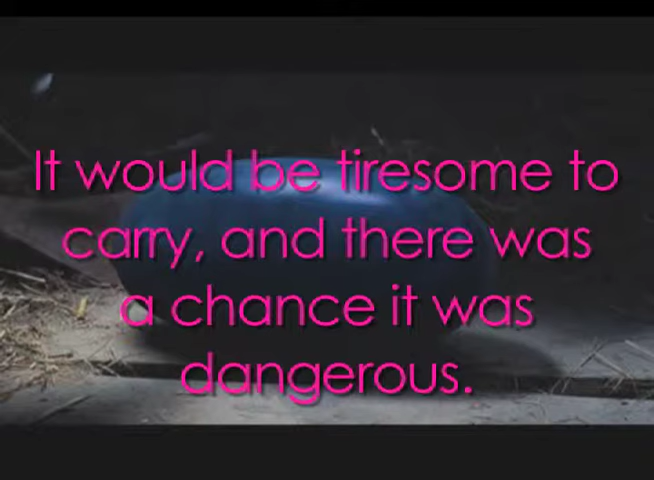 It would be tiresome to
carry, and there was
a chance it was
dangerous.